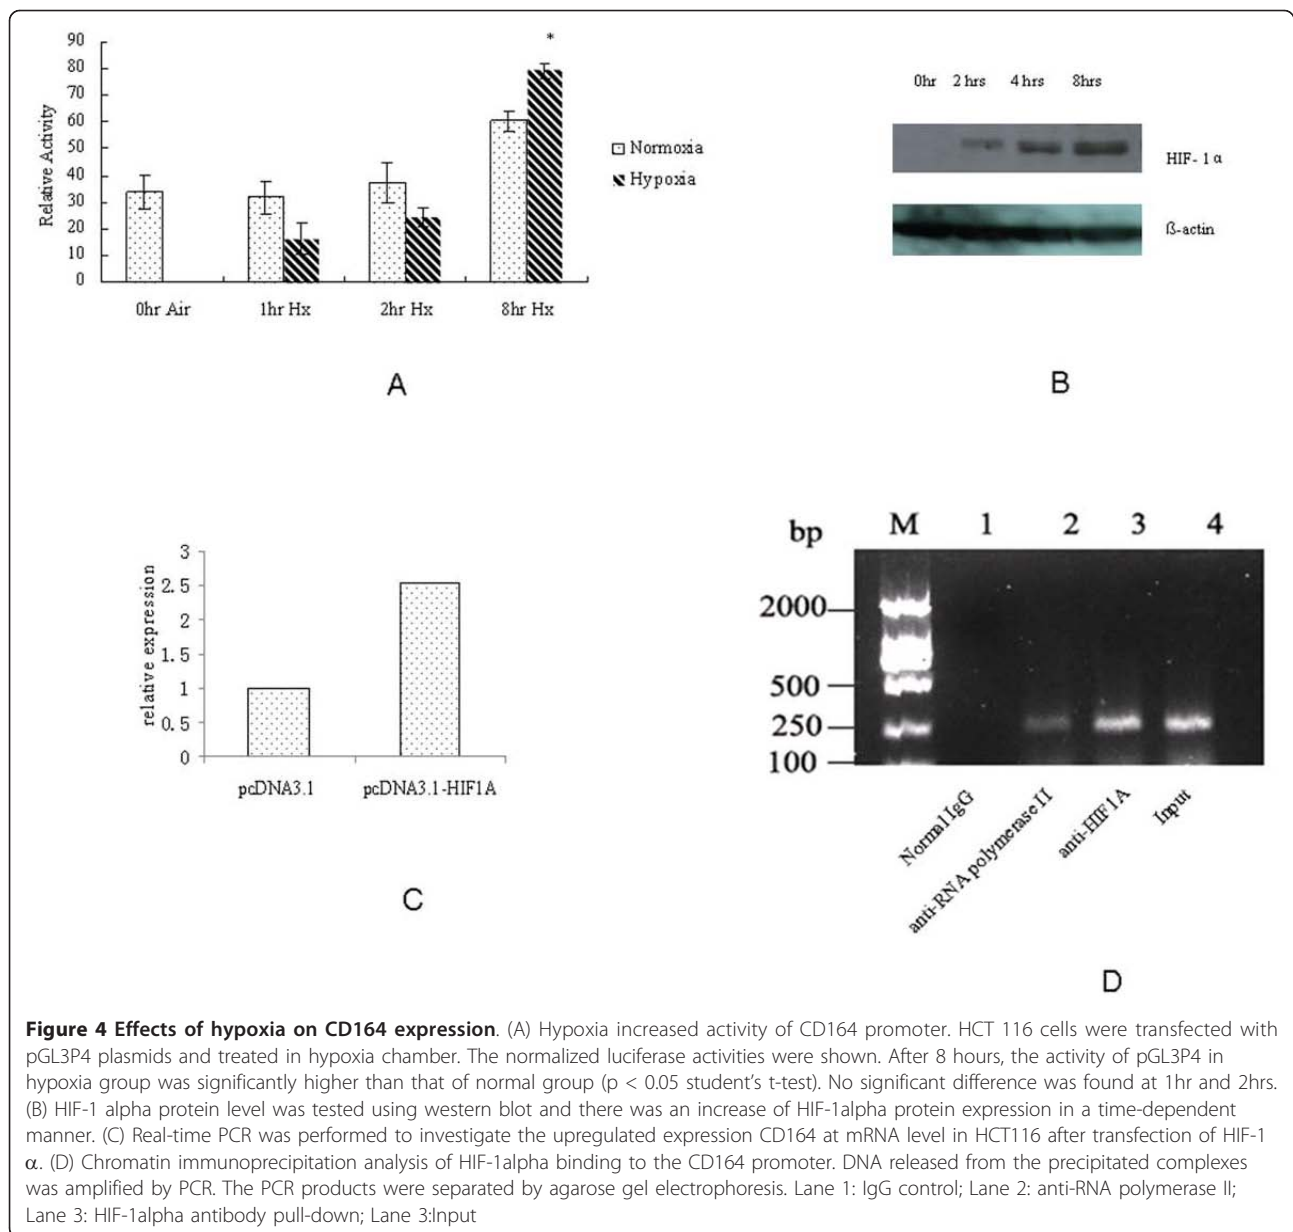 90
80
70
60
50
40
30
20
10
0
Relative Activity
*
0hr Air 1hr Hx 2hr Hx 8hr Hx
Normoxia
Hypoxia
A
0hr 2 hrs 4 hrs 8hrs
HIF- 1 α
ß-actin
B
3
2.5
2
1.5
1
0.5
0
relative expression
pcDNA3.1 pcDNA3.1-HIF1A
C
bp M 1 2 3 4
2000
500
250
100
Normal IgG
anti-RNA polymerase II
anti-HIF1A
Input
D
Figure 4 Effects of hypoxia on CD164 expression. (A) Hypoxia increased activity of CD164 promoter. HCT 116 cells were transfected with
pGL3P4 plasmids and treated in hypoxia chamber. The normalized luciferase activities were shown. After 8 hours, the activity of pGL3P4 in
hypoxia group was significantly higher than that of normal group (p < 0.05 student's t-test). No significant difference was found at 1hr and 2hrs.
(B) HIF-1 alpha protein level was tested using western blot and there was an increase of HIF-1alpha protein expression in a time-dependent
manner. (C) Real-time PCR was performed to investigate the upregulated expression CD164 at mRNA level in HCT116 after transfection of HIF-1
α. (D) Chromatin immunoprecipitation analysis of HIF-1alpha binding to the CD164 promoter. DNA released from the precipitated complexes
was amplified by PCR. The PCR products were separated by agarose gel electrophoresis. Lane 1: IgG control; Lane 2: anti-RNA polymerase II;
Lane 3: HIF-1alpha antibody pull-down; Lane 3:Input